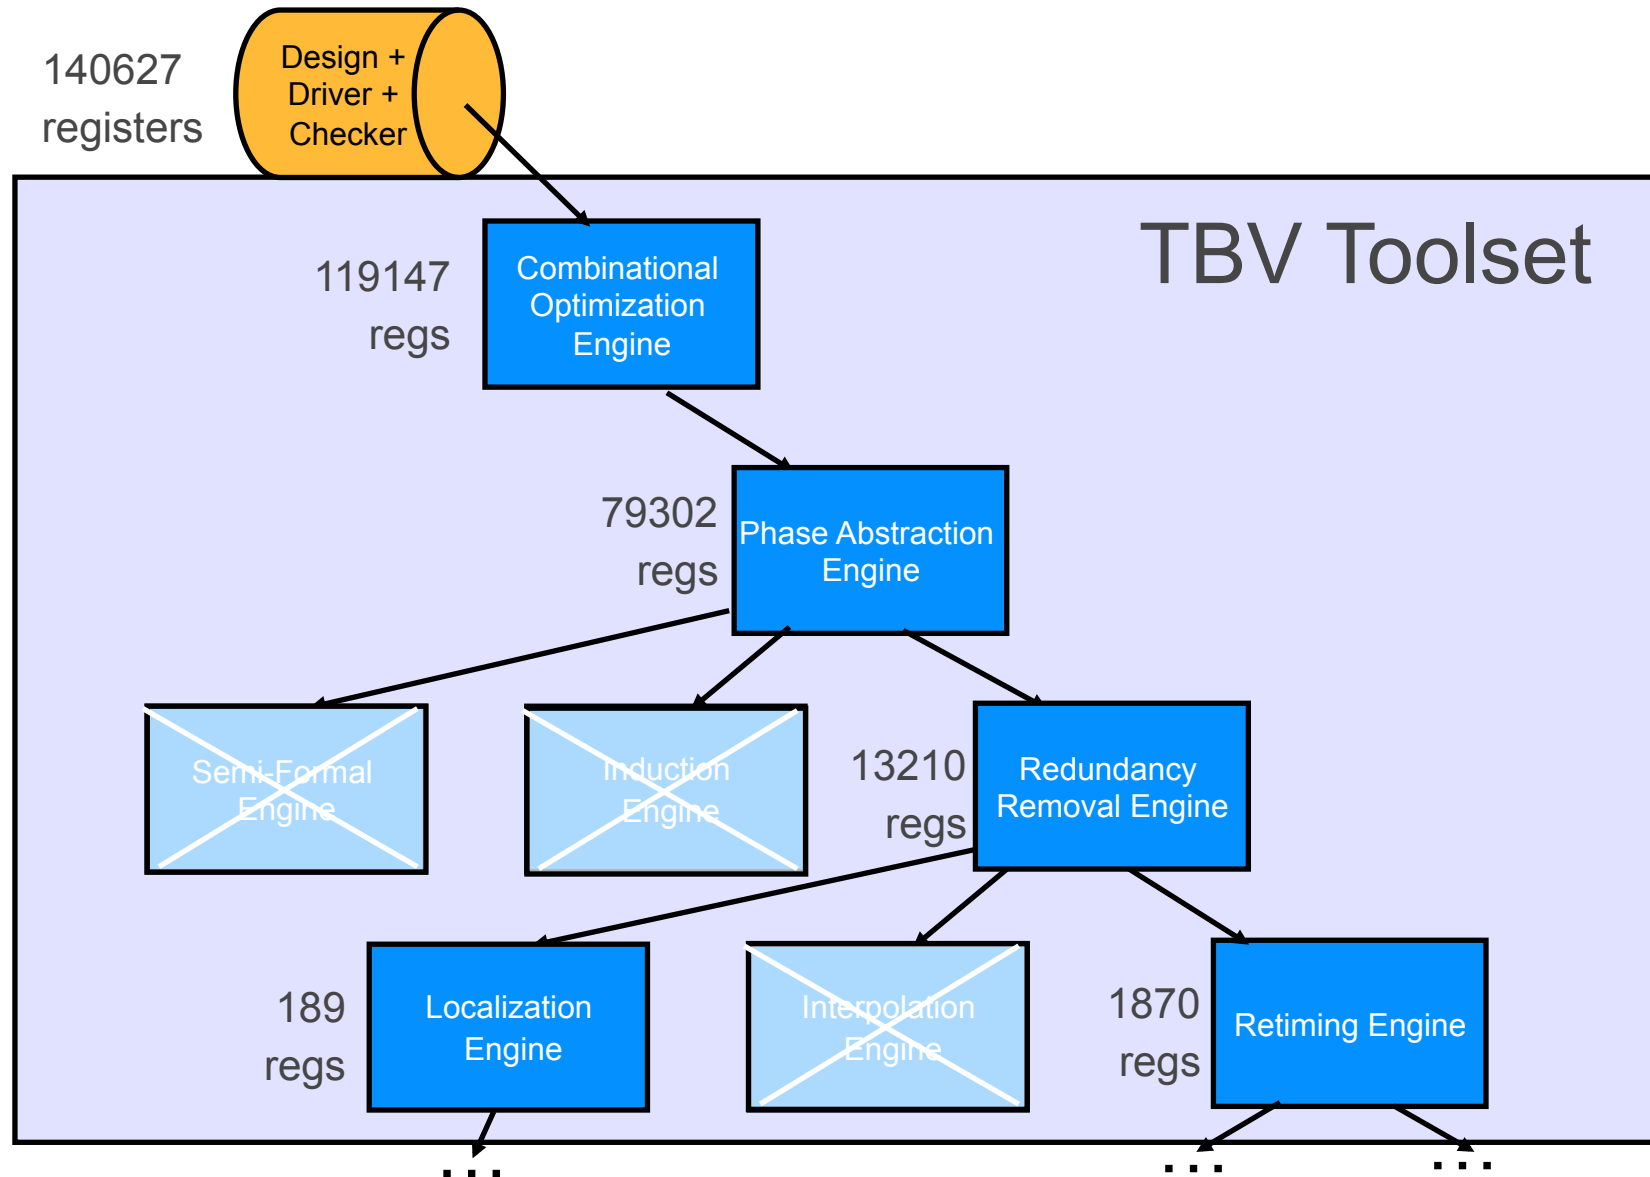 140627
registers
Design +
Driver +
Checker
TBV Toolset
119147
regs
Combinational
Optimization
Engine
79302
regs
Phase Abstraction
Engine
Semi-Formal
Engine
Induction
Engine
13210
regs
Redundancy
Removal Engine
189
regs
Localization
Engine
Interpolation
Engine
1870
regs
Retiming Engine
...
...
...